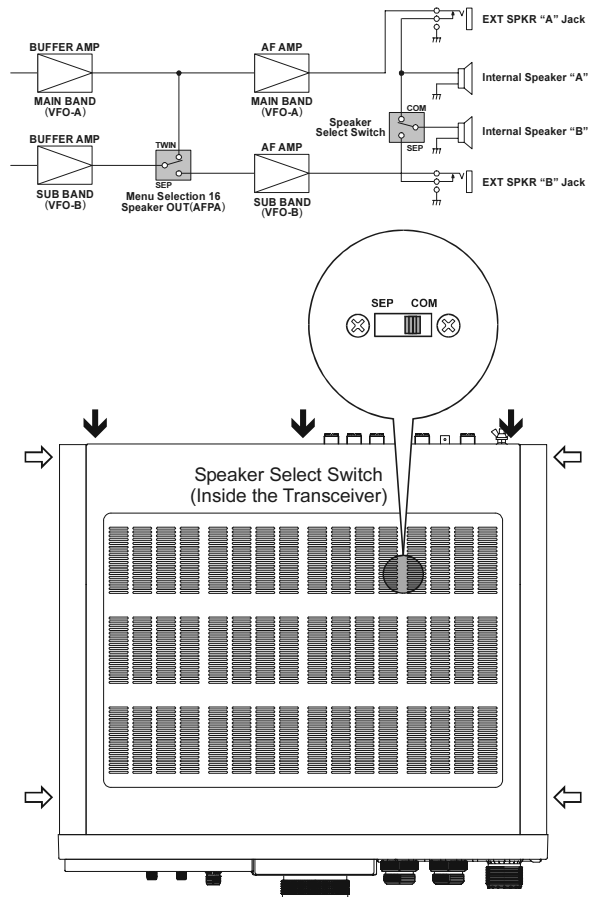 BUFFER AMP
MAIN BAND
(VFO-A)
AF AMP
MAIN BAND
(VFO-A)
EXT SPKR “A” Jack
Internal Speaker “A”
Speaker
Select Switch
COM
SEP
Internal Speaker “B”
BUFFER AMP
SUB BAND
(VFO-B)
TWIN
SEP
Menu Selection 16
Speaker OUT(AFPA)
AF AMP
SUB BAND
(VFO-B)
EXT SPKR “B” Jack
SEP COM
Speaker Select Switch
(Inside the Transceiver)